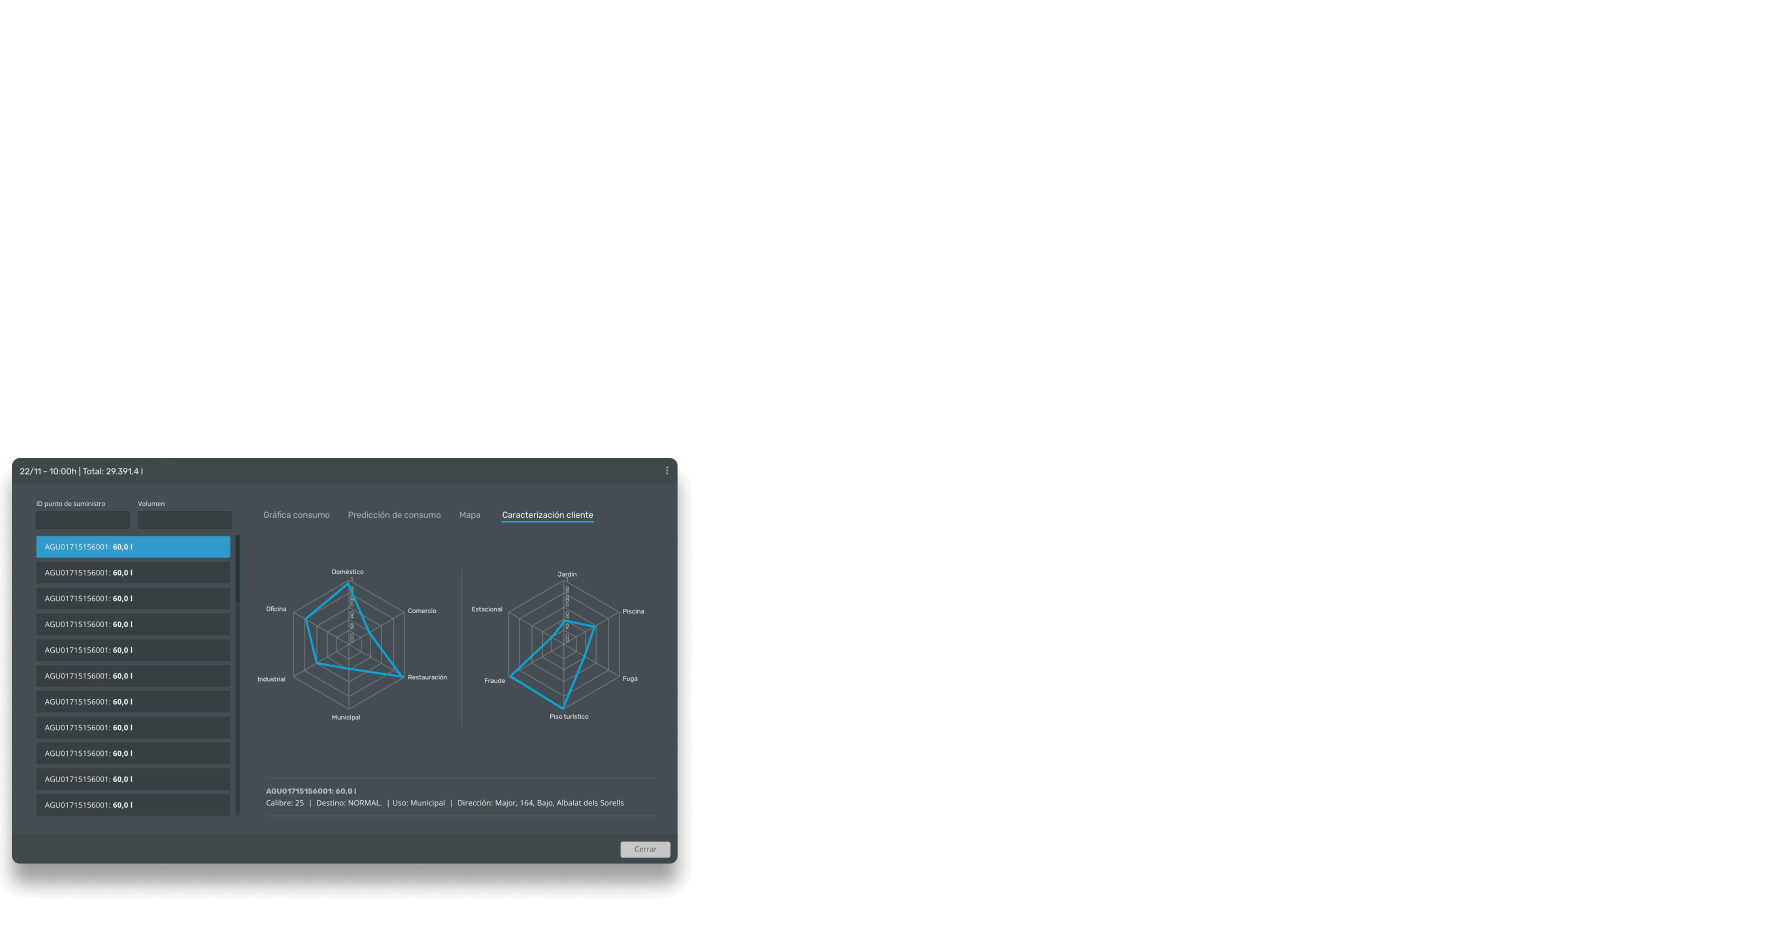 22/11 - 10:00h | Total: 29.391,4 l
ID punto de suministro
Volumen
AGU01715156001: 60,0 l
AGU01715156001: 60,0 l
AGU01715156001: 60,0 l
AGU01715156001: 60,0 l
AGU01715156001: 60,0 l
AGU01715156001: 60,0 l
AGU01715156001: 60,0 l
AGU01715156001: 60,0 l
AGU01715156001: 60,0 l
AGU01715156001: 60,0 l
AGU01715156001: 60,0 l
Gráfica consumo
Predicción de consumo
Mapa
Caracterización cliente
Doméstico
Comercio
Restauración
Municipal
Industrial
Oficina
Jardín
Piscina
Fuga
Piso turístico
Fraude
Estacional
AGU01715156001: 60,0 l
Calibre: 25 | Destino: NORMAL. | Uso: Municipal | Dirección: Major, 164, Bajo, Albalat dels Sorells
Cerrar